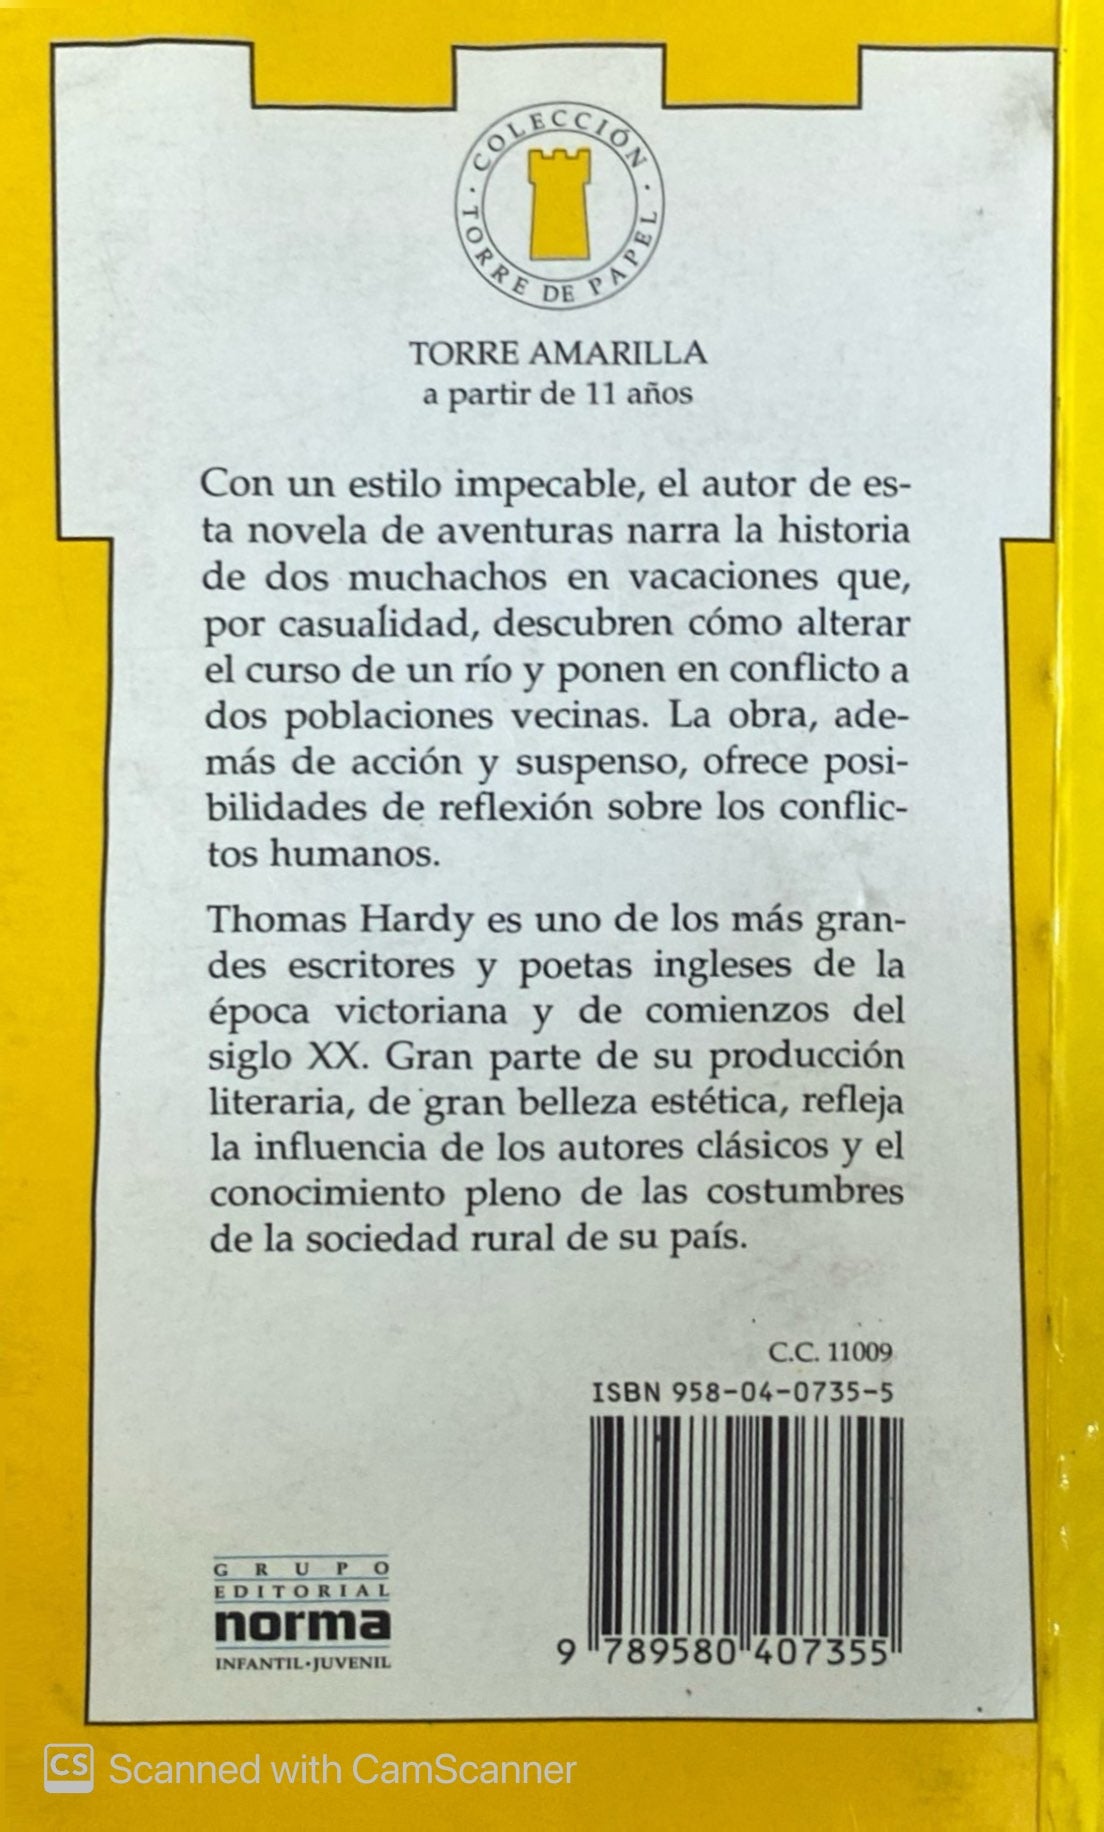 COLECCIÓN
TORRE DE PAPEL
TORRE AMARILLA
a partir de 11 años
Con un estilo impecable, el autor de es-
ta novela de aventuras narra la historia
de dos muchachos en vacaciones que,
por casualidad, descubren cómo alterar
el curso de un río y ponen en conflicto a
dos poblaciones vecinas. La obra, ade-
más de acción y suspenso, ofrece posi-
bilidades de reflexión sobre los conflic-
tos humanos.
Thomas Hardy es uno de los más gran-
des escritores y poetas ingleses de la
época victoriana y de comienzos del
siglo XX. Gran parte de su producción
literaria, de gran belleza estética, refleja
la influencia de los autores clásicos y el
conocimiento pleno de las costumbres
de la sociedad rural de su país.
C.C. 11009
ISBN 958-04-0735-5
9 789580 407355
GRUPO
EDITORIAL
norma
INFANTIL·JUVENIL
CS Scanned with CamScanner